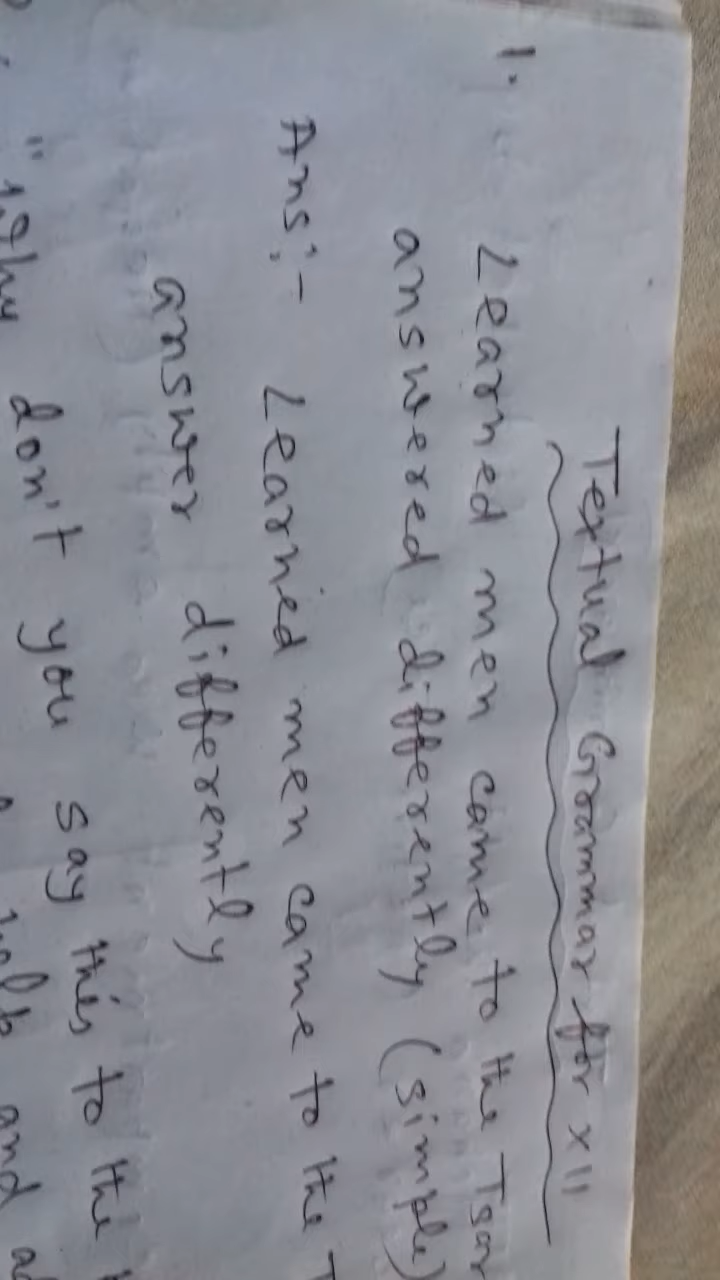 Textual Grammar for XII
1. Learned men came to the Tsar
answered differently (simple)
Ans:- Learned men came to the T
answer differently
don't you say this to the
and